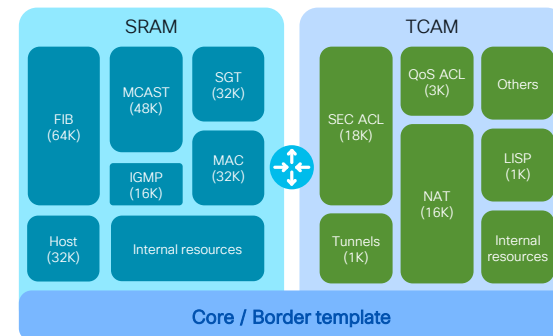 SRAM
FIB
(64K)
MCAST
(48K)
SGT
(32K)
IGMP
(16K)
MAC
(32K)
Host
(32K)
Internal resources
TCAM
SEC ACL
(18K)
QoS ACL
(3K)
Others
NAT
(16K)
LISP
(1K)
Tunnels
(1K)
Internal
resources
Core / Border template